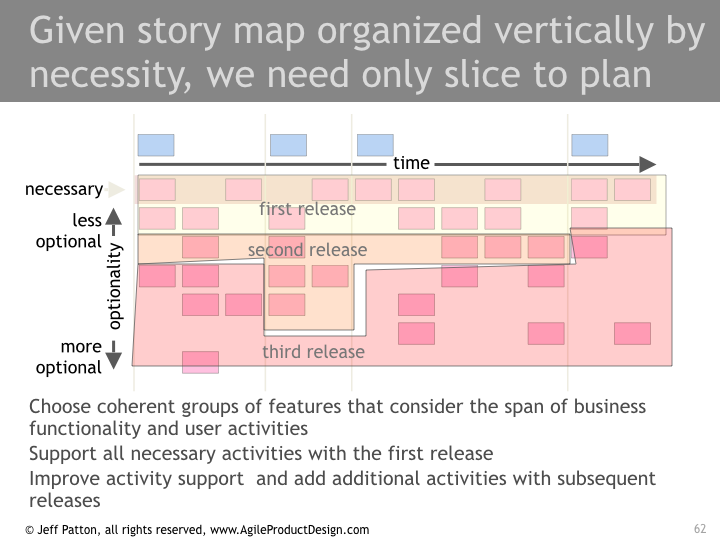 Given story map organized vertically by
necessity, we need only slice to plan
time
necessary
first release
less
optional
second release
optionality
more
optional
third release
Choose coherent groups of features that consider the span of business
functionality and user activities
Support all necessary activities with the first release
Improve activity support  and add additional activities with subsequent
releases
© Jeff Patton, all rights reserved, www.AgileProductDesign.com
62